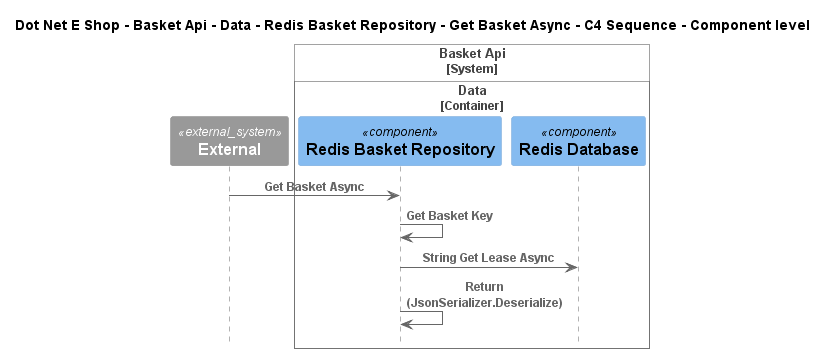 Dot Net E Shop - Basket Api - Data - Redis Basket Repository - Get Basket Async - C4 Sequence - Component level
Basket Api
[System]
Data
[Container]
«external_system»
External
«component»
Redis Basket Repository
«component»
Redis Database
Get Basket Async
Get Basket Key
String Get Lease Async
Return
(JsonSerializer.Deserialize)